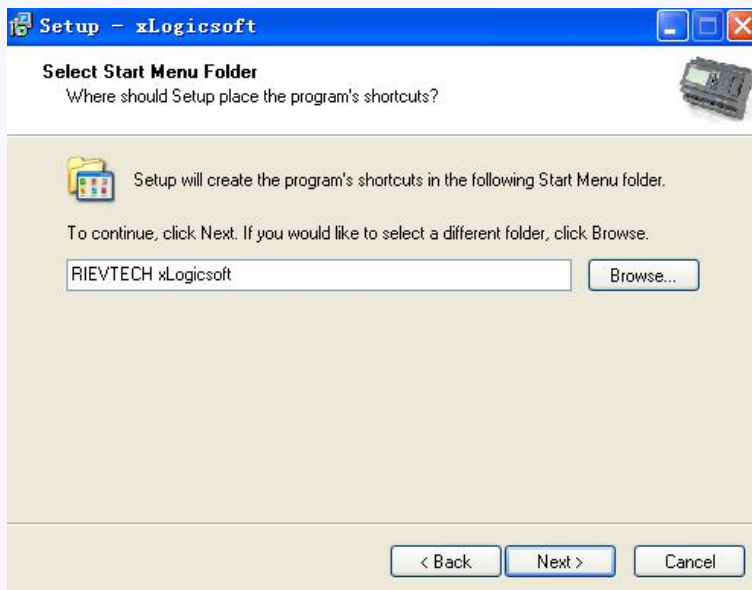 Setup - xLogicsoft
Select Start Menu Folder
Where should Setup place the program's shortcuts?
Setup will create the program's shortcuts in the following Start Menu folder.
To continue, click Next. If you would like to select a different folder, click Browse.
RIEVTECH xLogicsoft
Browse...
< Back
Next >
Cancel